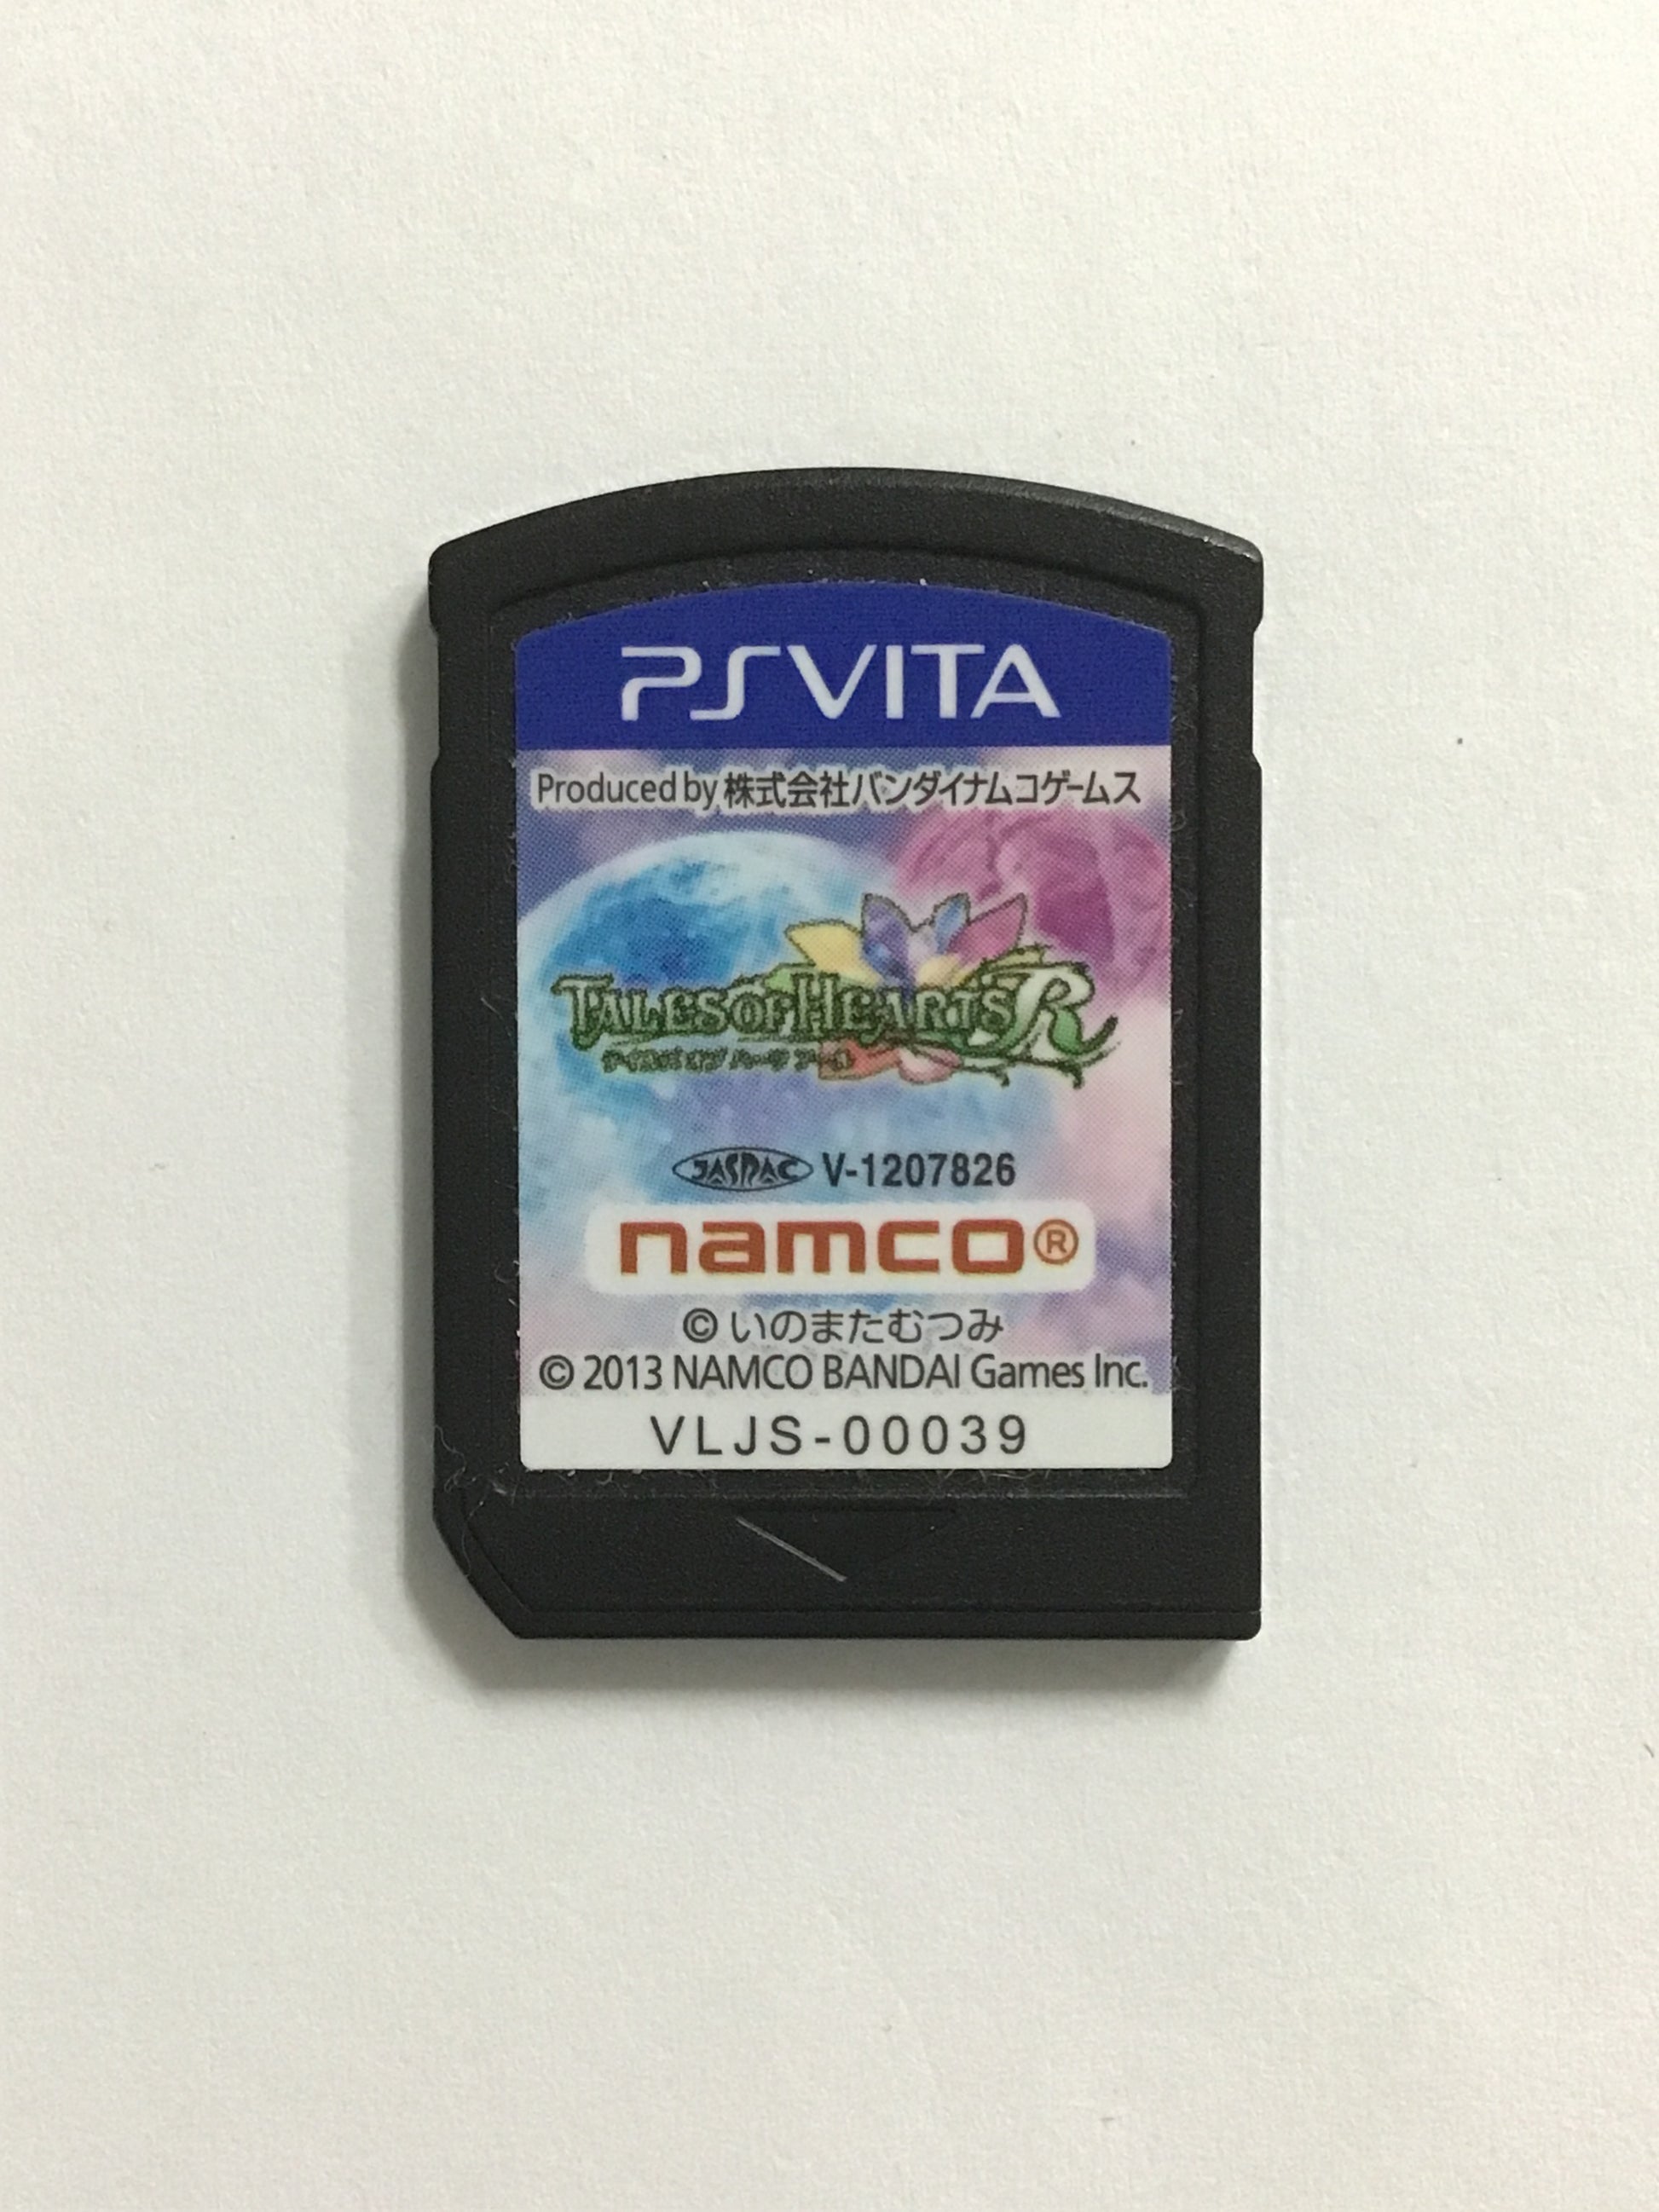 PSVITA
Produced by 株式会社バンダイナムコゲームス
TALES OF HEARTS R
テイルズ オブ ハーツ アール
JASRAC V-1207826
namco®
© いのまたむつみ
© 2013 NAMCO BANDAI Games Inc.
VLJS-00039